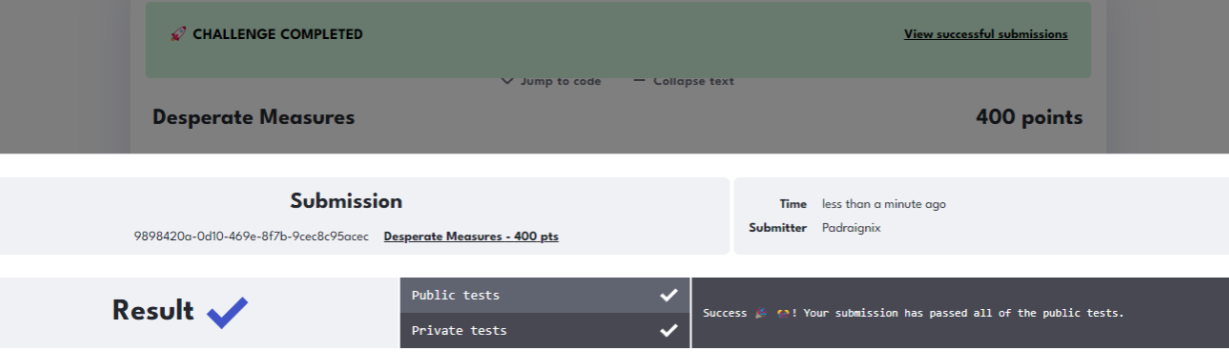 🚀 CHALLENGE COMPLETED
View successful submissions
Jump to code
Collapse text
Desperate Measures
400 points
Submission
9898420a-0d10-469e-8f7b-9cec8c95acec Desperate Measures - 400 pts
Time less than a minute ago
Submitter Padraignix
Result
Public tests
Private tests
Success 🎉 🥳! Your submission has passed all of the public tests.